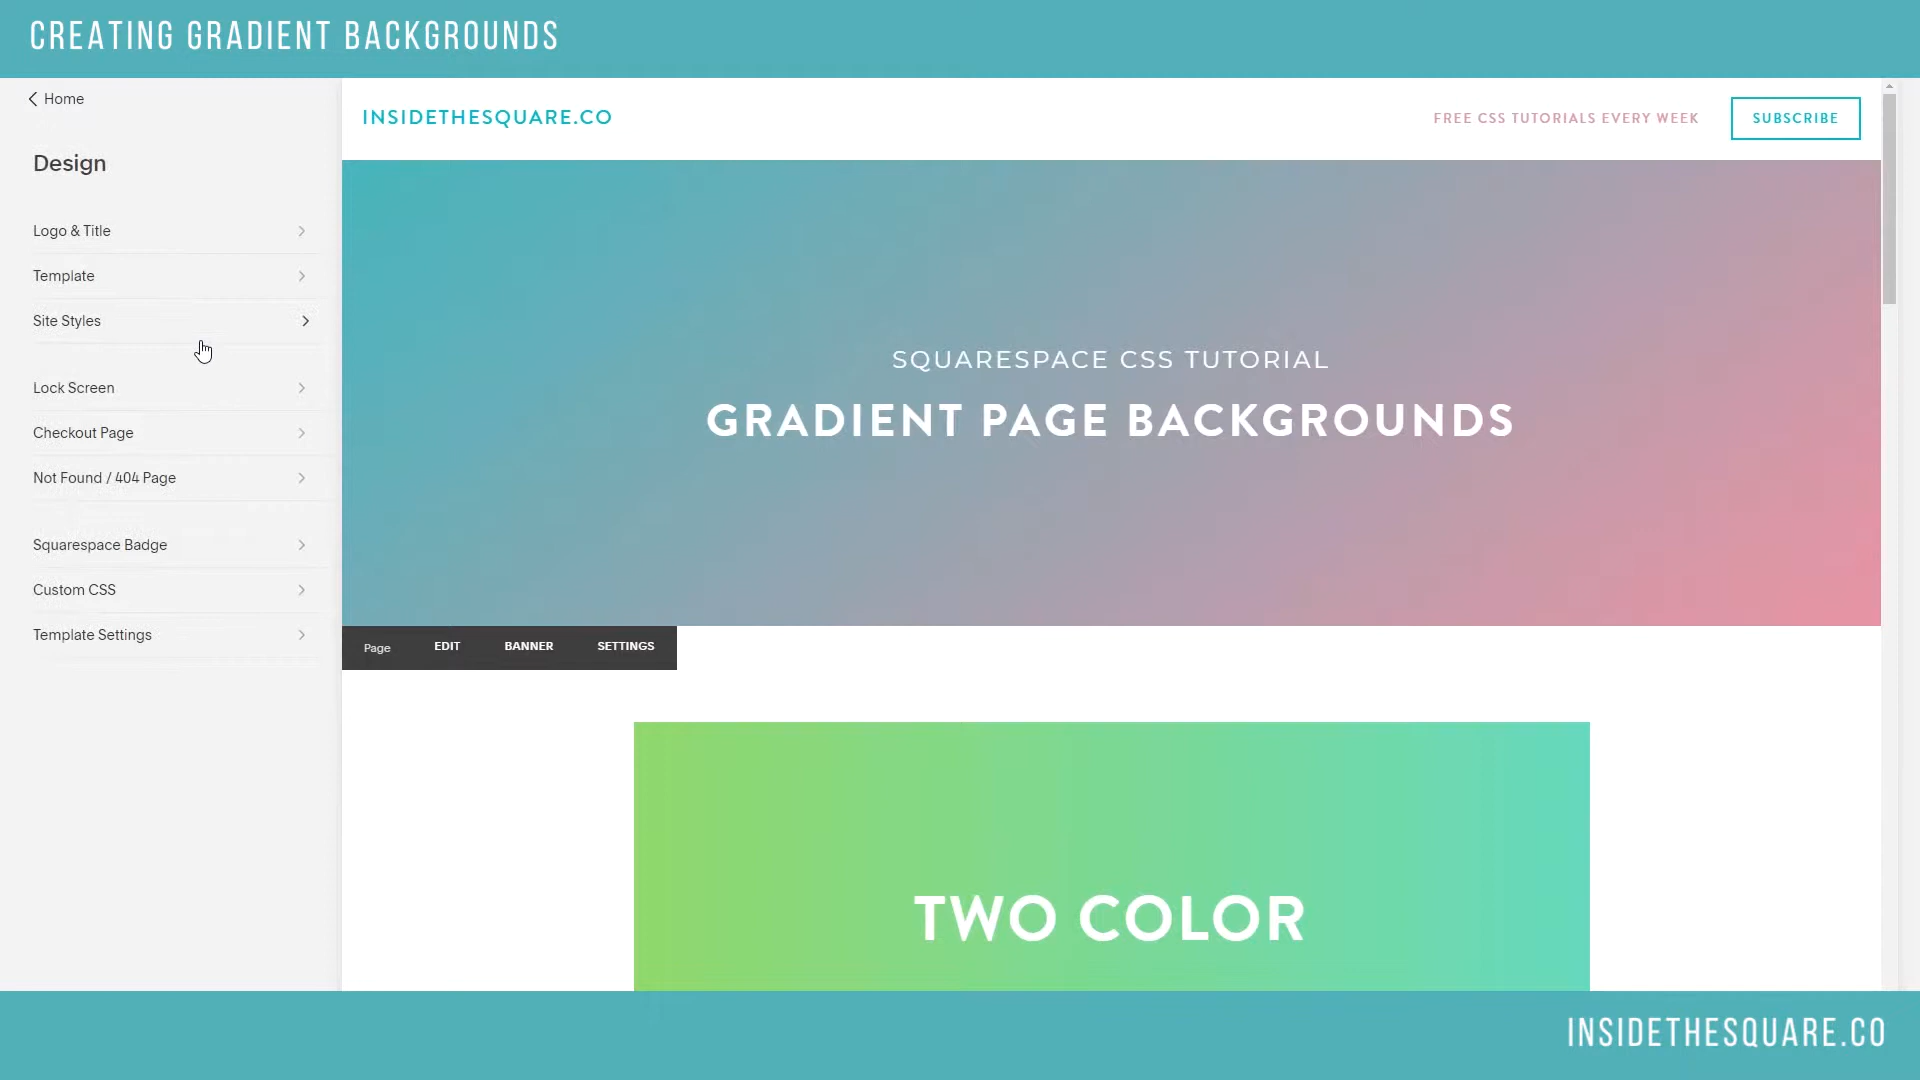 CREATING GRADIENT BACKGROUNDS
Home
Design
Logo & Title
Template
Site Styles
Lock Screen
Checkout Page
Not Found / 404 Page
Squarespace Badge
Custom CSS
Template Settings
INSIDETHESQUARE.CO
FREE CSS TUTORIALS EVERY WEEK
SUBSCRIBE
SQUARESPACE CSS TUTORIAL
GRADIENT PAGE BACKGROUNDS
Page EDIT BANNER SETTINGS
TWO COLOR
INSIDETHESQUARE.CO